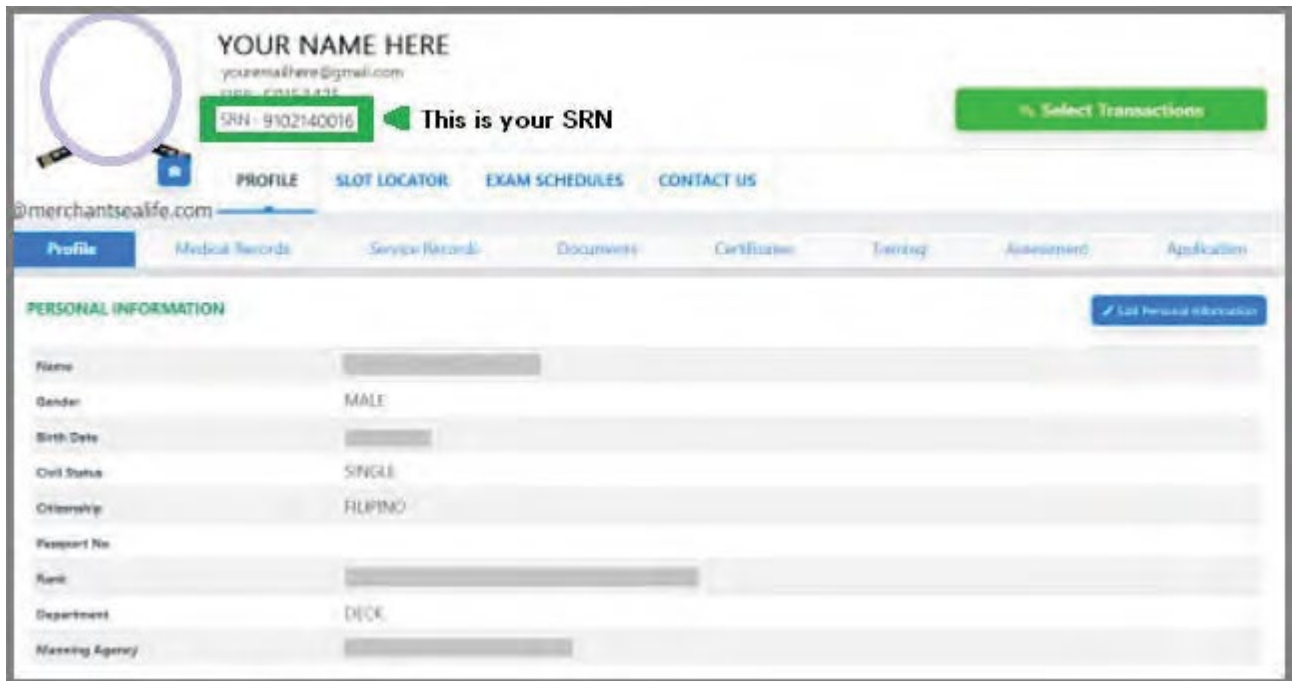 YOUR NAME HERE
youremailhere@gmail.com
SRN - 9102140016
This is your SRN
Select Transactions
PROFILE SLOT LOCATOR EXAM SCHEDULES CONTACT US
@merchantsealife.com
Profile Medical Records Service Records Documents Certificates Training Assessment Application
PERSONAL INFORMATION
Edit Personal Information
Name
Gender MALE
Birth Date
Civil Status SINGLE
Citizenship FILIPINO
Passport No
Rank
Department DECK
Manning Agency